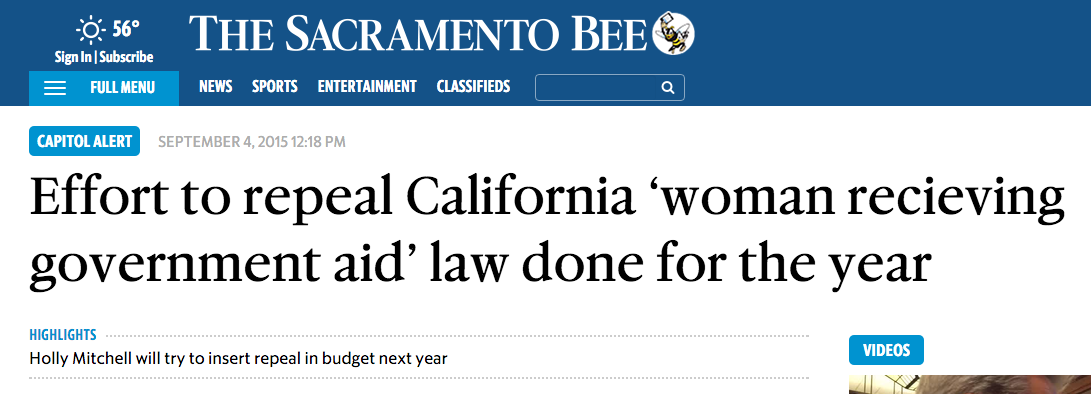 56°
THE SACRAMENTO BEE
Sign In | Subscribe
FULL MENU NEWS SPORTS ENTERTAINMENT CLASSIFIEDS
CAPITOL ALERT SEPTEMBER 4, 2015 12:18 PM
Effort to repeal California ‘woman recieving
government aid’ law done for the year
HIGHLIGHTS
Holly Mitchell will try to insert repeal in budget next year
VIDEOS